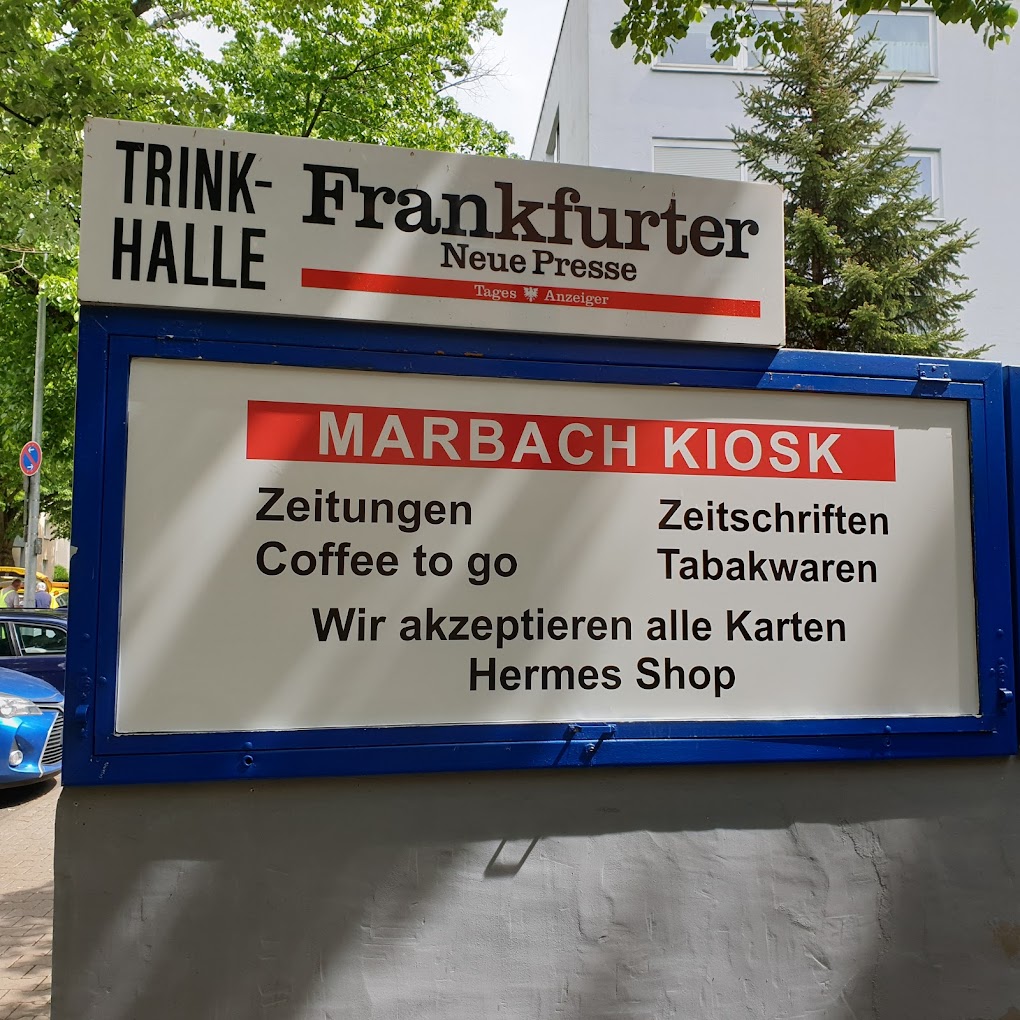 TRINK-
HALLE
Frankfurter
Neue Presse
Tages Anzeiger
MARBACH KIOSK
Zeitungen
Zeitschriften
Coffee to go
Tabakwaren
Wir akzeptieren alle Karten
Hermes Shop